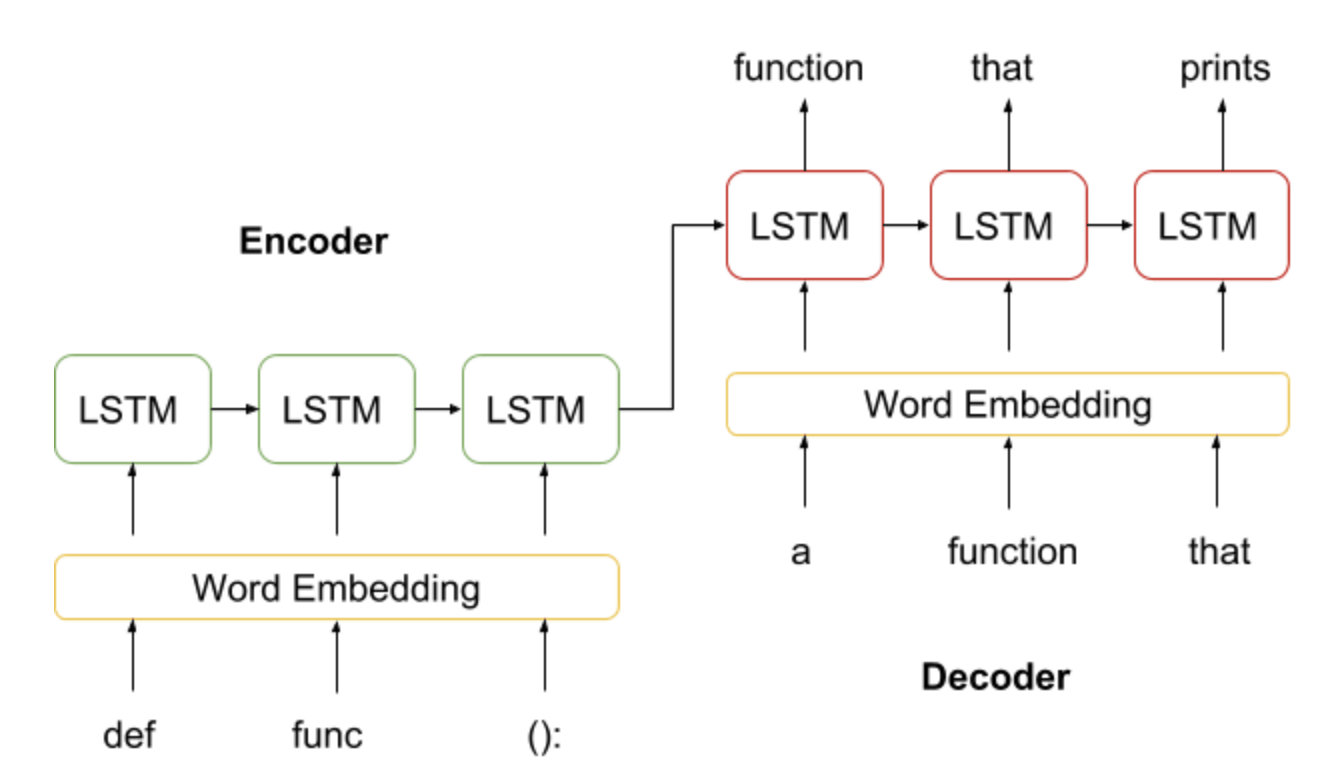 function that prints
LSTM LSTM LSTM
Encoder
Word Embedding
LSTM LSTM LSTM
a function that
Word Embedding
Decoder
def func ():